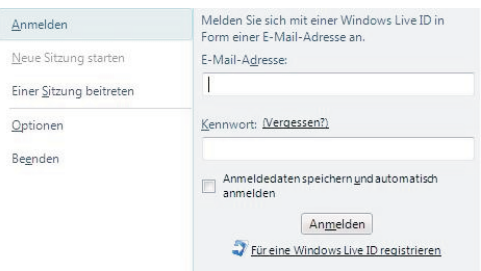 Anmelden
Neue Sitzung starten
Einer Sitzung beitreten
Optionen
Beenden
Melden Sie sich mit einer Windows Live ID in
Form einer E-Mail-Adresse an.
E-Mail-Adresse:
Kennwort: (Vergessen?)
Anmeldedaten speichern und automatisch
anmelden
Anmelden
Für eine Windows Live ID registrieren